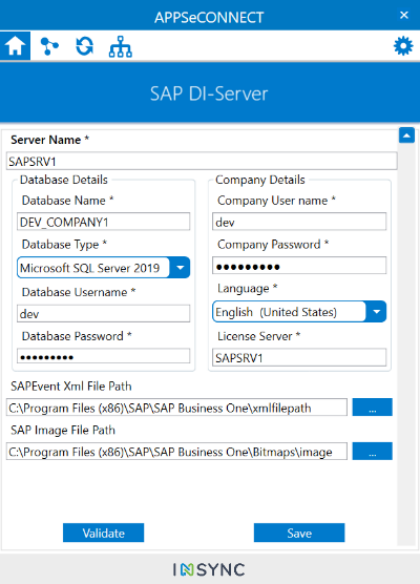 APPSeCONNECT
×
SAP DI-Server
Server Name *
SAPSRV1
Database Details
Database Name *
DEV_COMPANY1
Database Type *
Microsoft SQL Server 2019
Database Username *
dev
Database Password *
•••••••••
Company Details
Company User name *
dev
Company Password *
•••••••••
Language *
English (United States)
License Server *
SAPSRV1
SAPEvent Xml File Path
C:\Program Files (x86)\SAP\SAP Business One\xmlfilepath
...
SAP Image File Path
C:\Program Files (x86)\SAP\SAP Business One\Bitmaps\image
...
Validate
Save
INSYNC